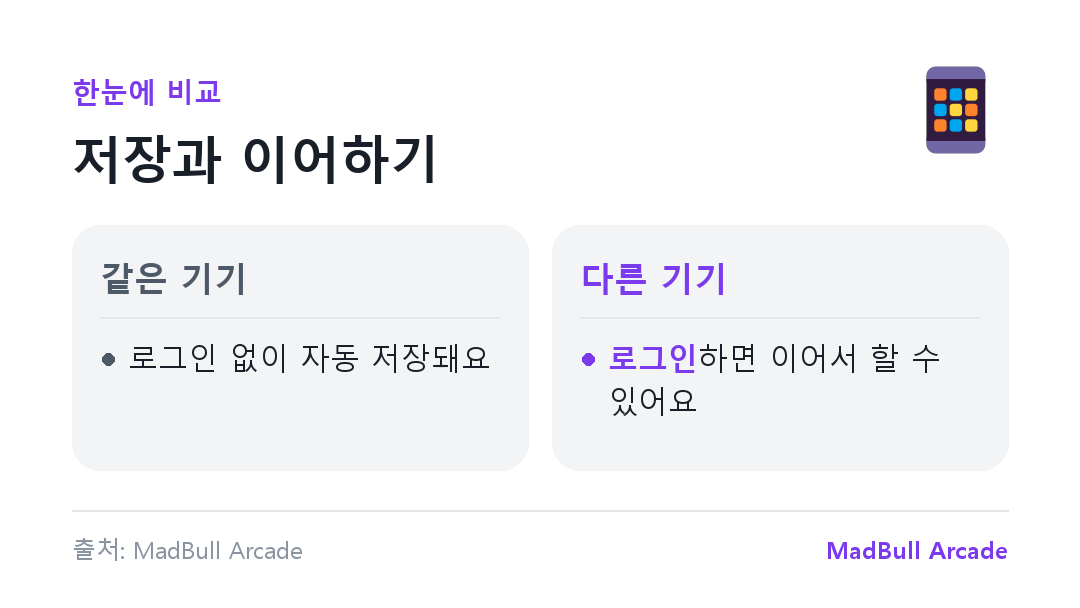 한눈에 비교
저장과 이어하기
같은 기기
로그인 없이 자동 저장돼요
다른 기기
로그인하면 이어서 할 수
있어요
출처: MadBull Arcade
MadBull Arcade